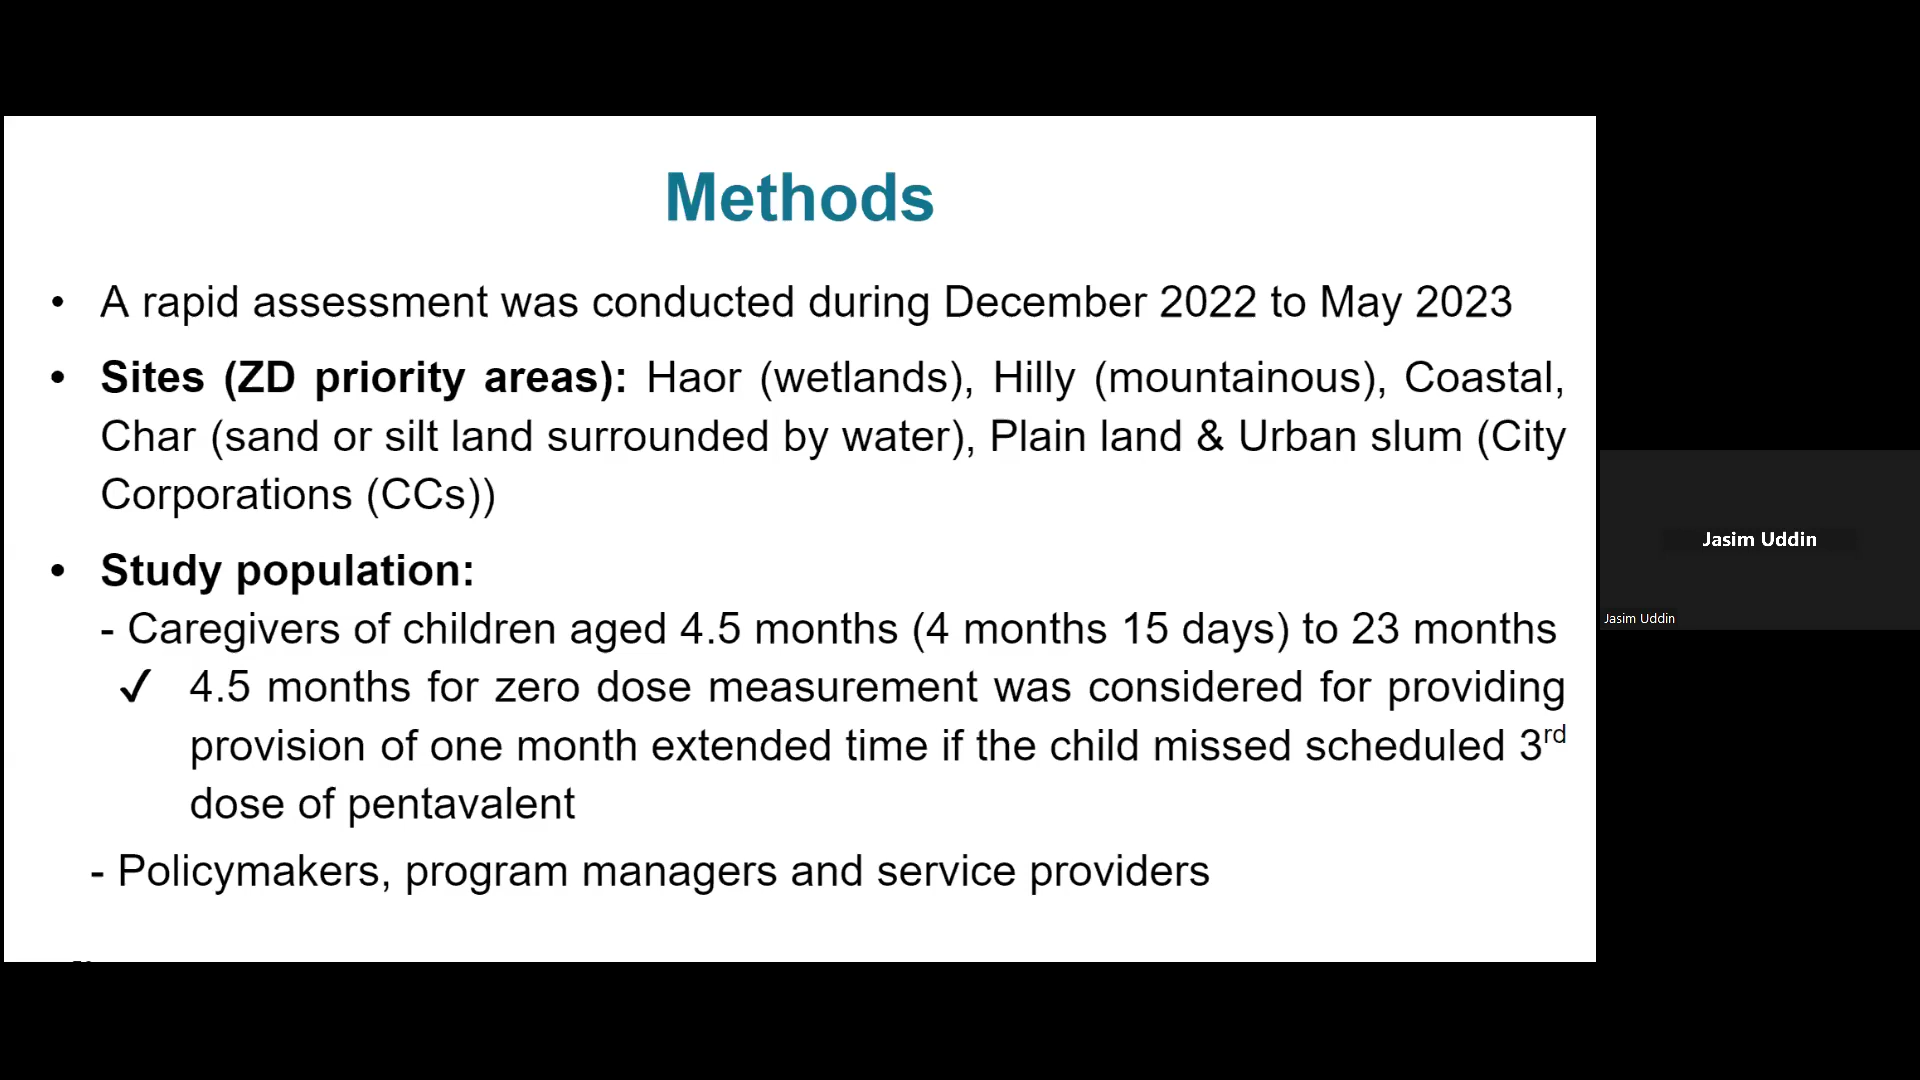 Methods
• A rapid assessment was conducted during December 2022 to May 2023
• Sites (ZD priority areas): Haor (wetlands), Hilly (mountainous), Coastal,
Char (sand or silt land surrounded by water), Plain land & Urban slum (City
Corporations (CCs))
• Study population:
- Caregivers of children aged 4.5 months (4 months 15 days) to 23 months
✓ 4.5 months for zero dose measurement was considered for providing
provision of one month extended time if the child missed scheduled 3rd
dose of pentavalent
- Policymakers, program managers and service providers
Jasim Uddin
Jasim Uddin